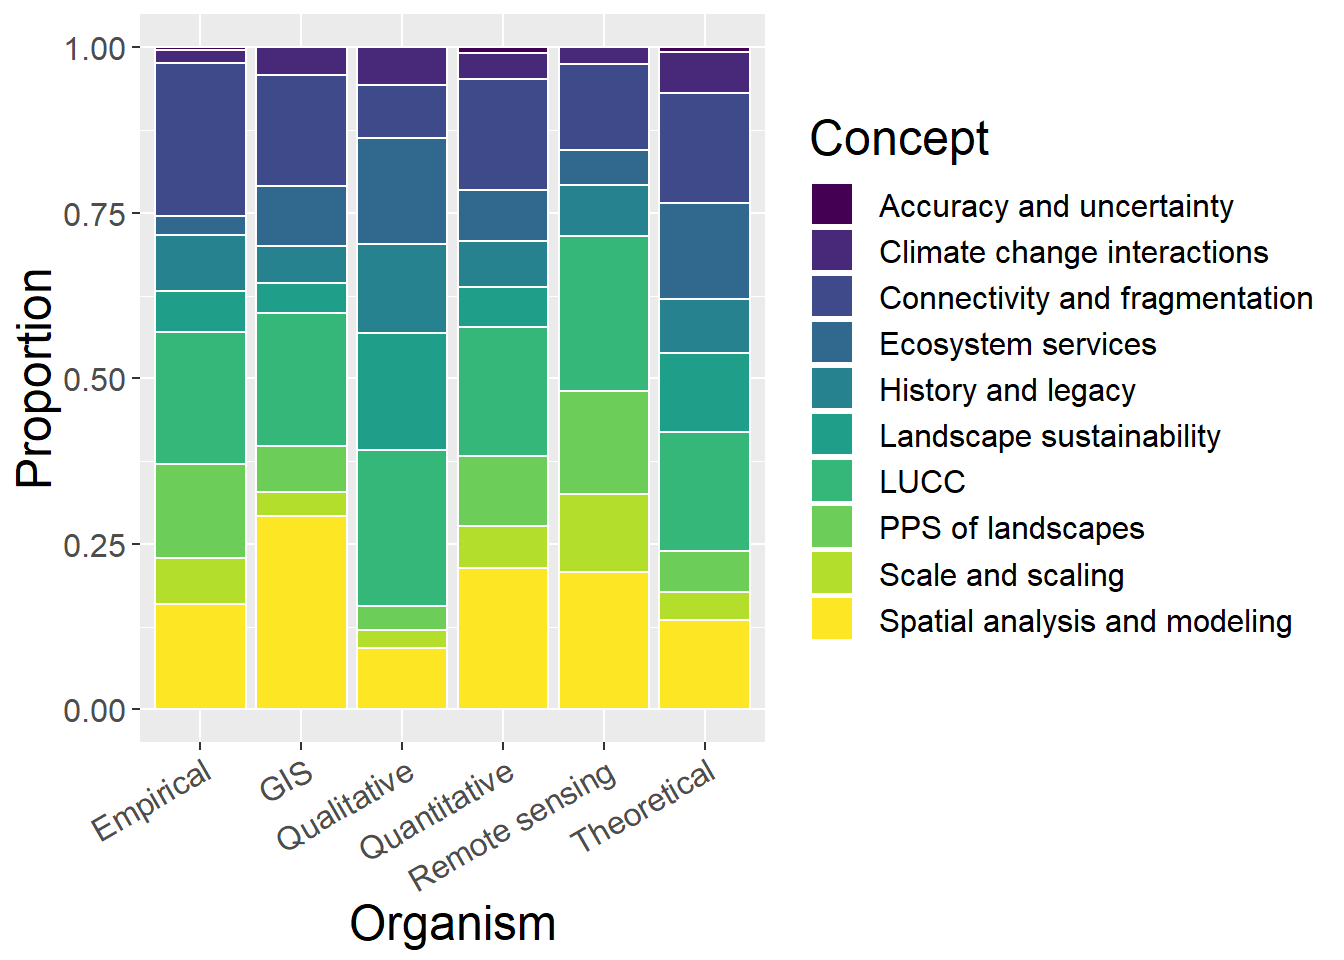 1.00
0.75
0.50
0.25
0.00
Proportion
Empirical
GIS
Qualitative
Quantitative
Remote sensing
Theoretical
Organism
Concept
Accuracy and uncertainty
Climate change interactions
Connectivity and fragmentation
Ecosystem services
History and legacy
Landscape sustainability
LUCC
PPS of landscapes
Scale and scaling
Spatial analysis and modeling